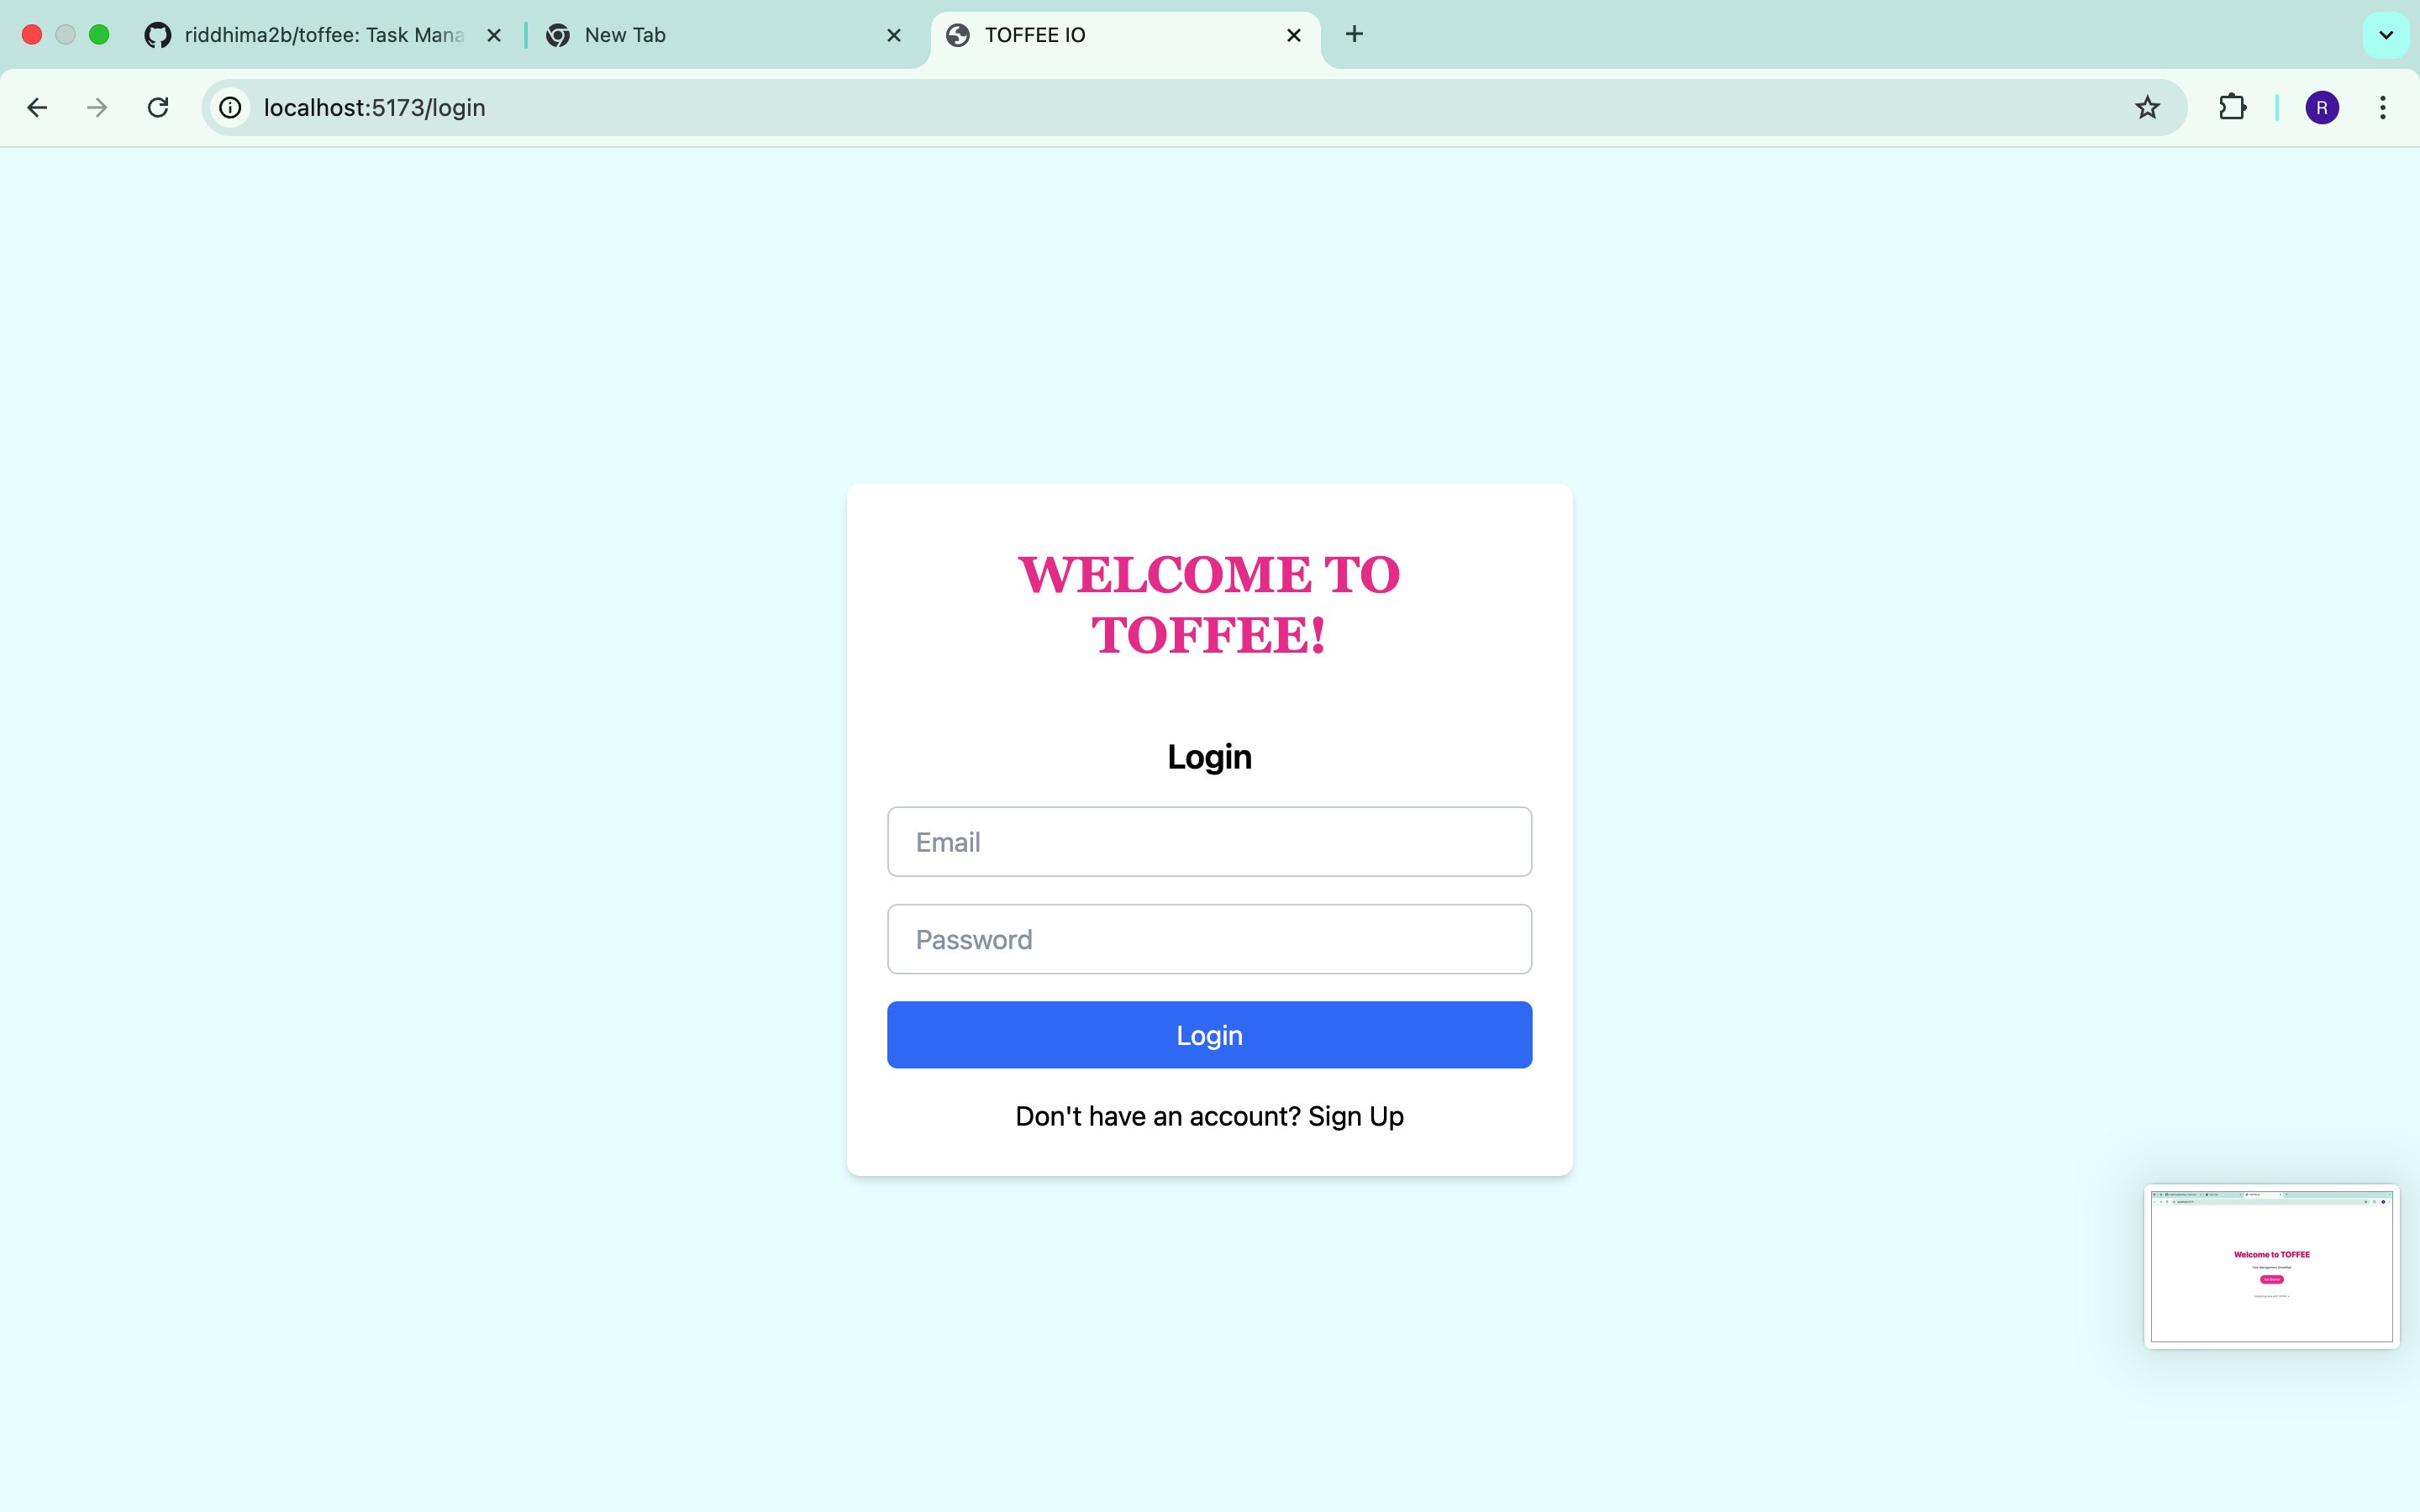 riddhima2b/toffee: Task Mana
New Tab
TOFFEE IO
localhost:5173/login
R
WELCOME TO
TOFFEE!
Login
Email
Password
Login
Don't have an account? Sign Up
Welcome to TOFFEE